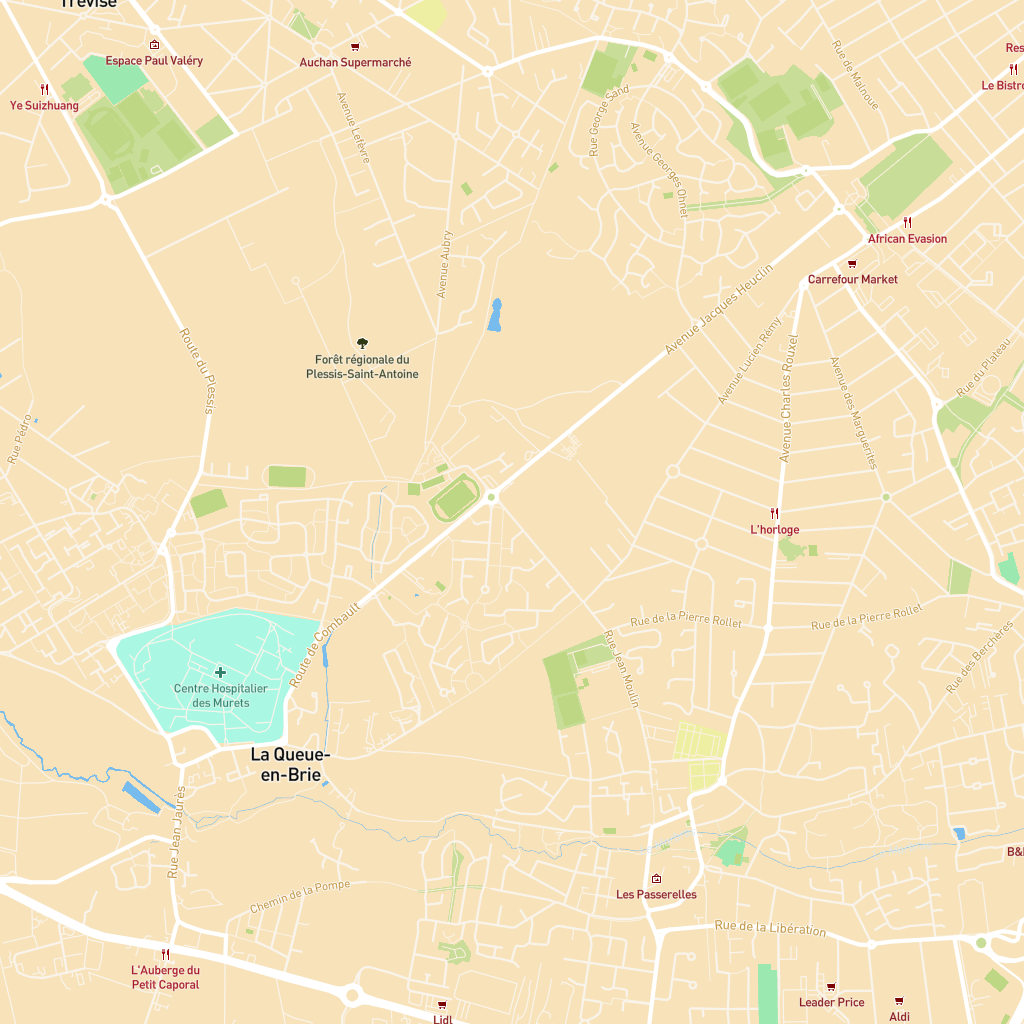 Trévise
Espace Paul Valéry
Auchan Supermarché
Ye Suizhuang
Rue de Malnoue
Le Bistro
Avenue Lefèvre
Rue George Sand
Avenue Georges Ohnet
African Evasion
Avenue Aubry
Carrefour Market
Avenue Jacques Heuclin
Route du Plessis
Forêt régionale du
Plessis-Saint-Antoine
Avenue Lucien Rémy
Avenue Charles Rouxel
Avenue des Marguerites
Rue du Plateau
Rue Pédro
L'horloge
Route de Combault
Rue de la Pierre Rollet
Rue de la Pierre Rollet
Rue Jean Moulin
Rue des Bercheres
Centre Hospitalier
des Murets
La Queue-
en-Brie
Rue Jean Jaurès
Chemin de la Pompe
Les Passerelles
Rue de la Libération
L'Auberge du
Petit Caporal
Lidl
Leader Price
Aldi